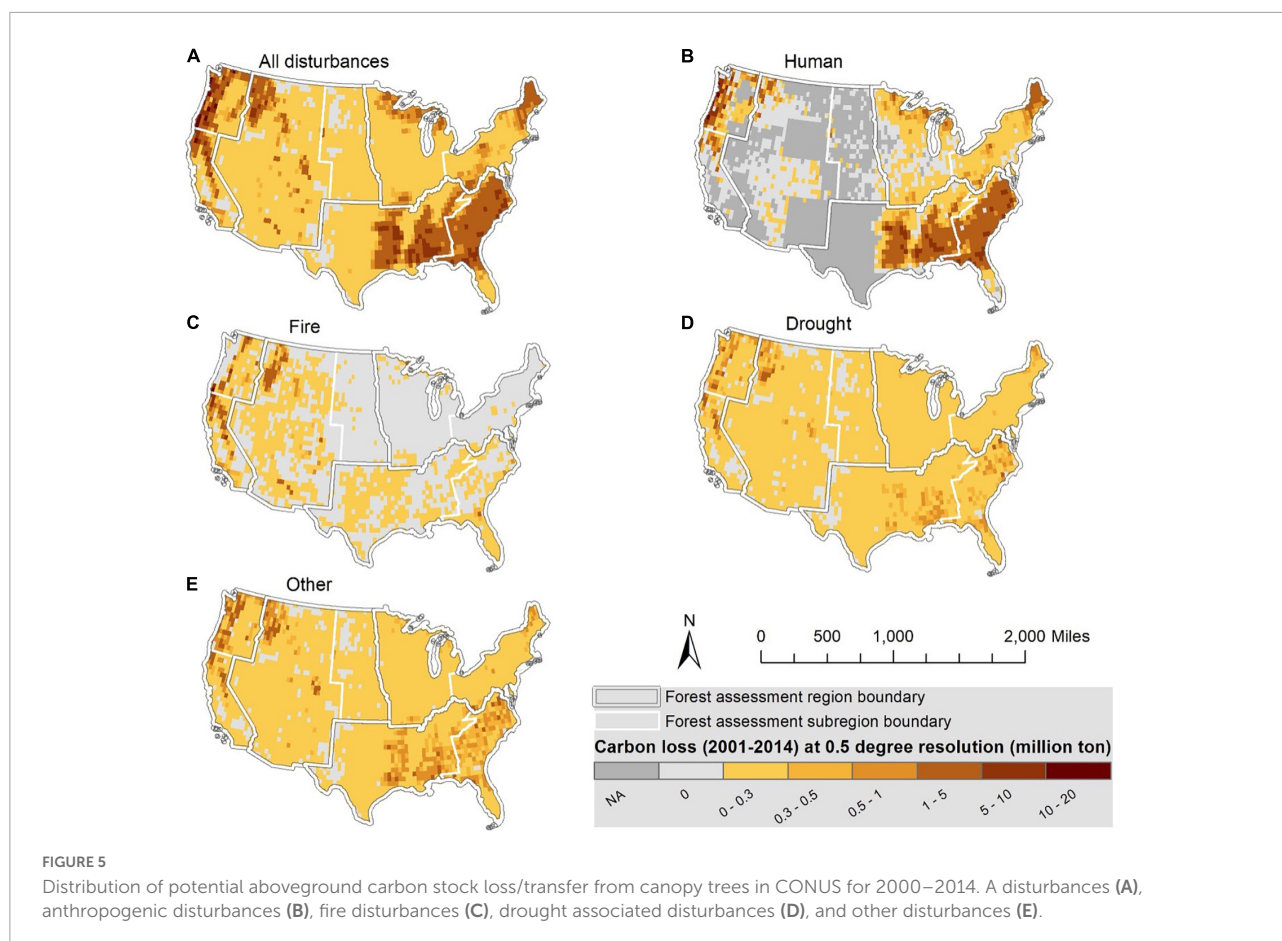 A
All disturbances
B
Human
C
Fire
D
Drought
E
Other
N
0 500 1,000 2,000 Miles
Forest assessment region boundary
Forest assessment subregion boundary
Carbon loss (2001-2014) at 0.5 degree resolution (million ton)
NA 0 0 - 0.3 0.3 - 0.5 0.5 - 1 1 - 5 5 - 10 10 - 20
FIGURE 5
Distribution of potential aboveground carbon stock loss/transfer from canopy trees in CONUS for 2000–2014. A disturbances (A),
anthropogenic disturbances (B), fire disturbances (C), drought associated disturbances (D), and other disturbances (E).